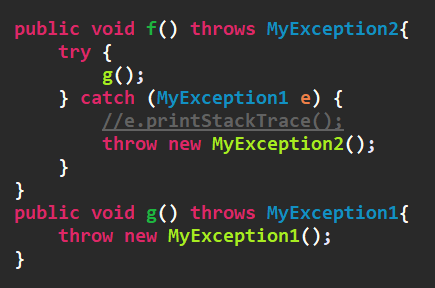 public void f() throws MyException2{
    try {
        g();
    } catch (MyException1 e) {
        //e.printStackTrace();
        throw new MyException2();
    }
}
public void g() throws MyException1{
    throw new MyException1();
}